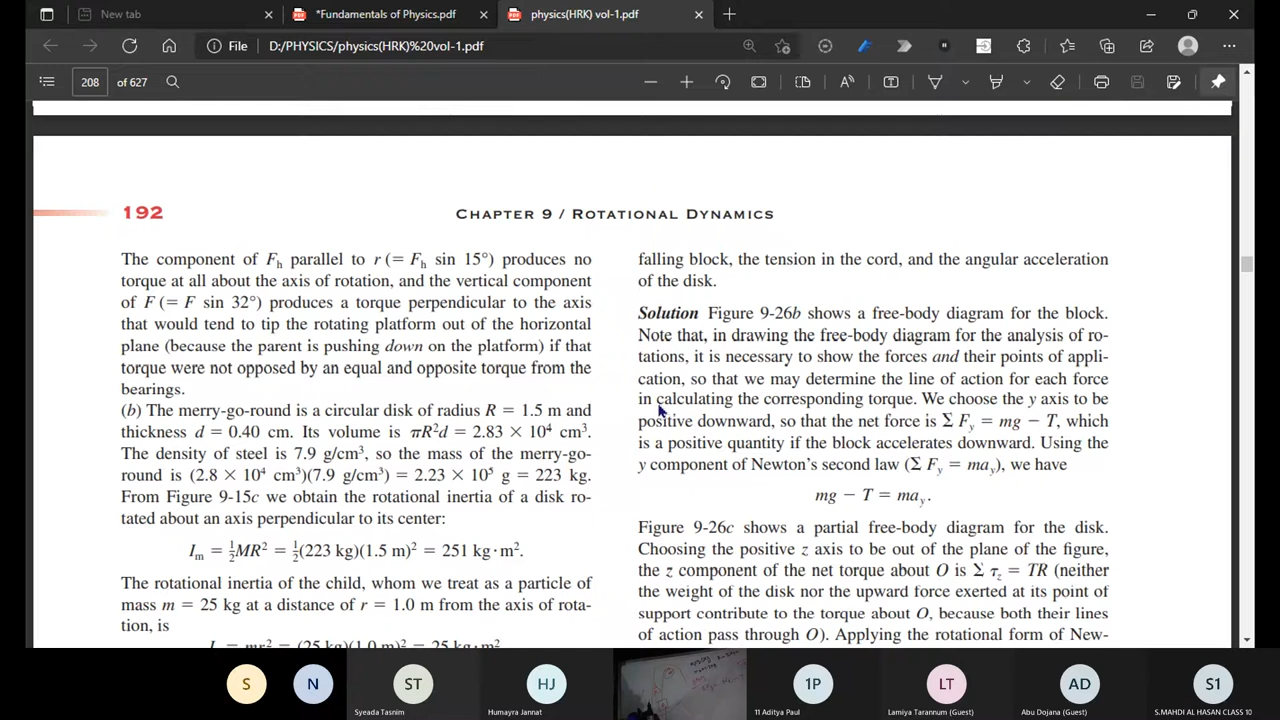 New tab
*Fundamentals of Physics.pdf
physics(HRK) vol-1.pdf
File
D:/PHYSICS/physics(HRK)%20vol-1.pdf
208
of 627
192
CHAPTER 9 / ROTATIONAL DYNAMICS
The component of Fh parallel to r (= Fh sin 15°) produces no
torque at all about the axis of rotation, and the vertical component
of F (= F sin 32°) produces a torque perpendicular to the axis
that would tend to tip the rotating platform out of the horizontal
plane (because the parent is pushing down on the platform) if that
torque were not opposed by an equal and opposite torque from the
bearings.
(b) The merry-go-round is a circular disk of radius R = 1.5 m and
thickness d = 0.40 cm. Its volume is πR²d = 2.83 × 10⁴ cm³.
The density of steel is 7.9 g/cm³, so the mass of the merry-go-
round is (2.8 × 10⁴ cm³)(7.9 g/cm³) = 2.23 × 10⁵ g = 223 kg.
From Figure 9-15c we obtain the rotational inertia of a disk ro-
tated about an axis perpendicular to its center:
Im = ½MR² = ½(223 kg)(1.5 m)² = 251 kg·m².
The rotational inertia of the child, whom we treat as a particle of
mass m = 25 kg at a distance of r = 1.0 m from the axis of rota-
tion, is
= mr² = (25 kg)(1.0 m)² = 25 kg·m²
falling block, the tension in the cord, and the angular acceleration
of the disk.
Solution Figure 9-26b shows a free-body diagram for the block.
Note that, in drawing the free-body diagram for the analysis of ro-
tations, it is necessary to show the forces and their points of appli-
cation, so that we may determine the line of action for each force
in calculating the corresponding torque. We choose the y axis to be
positive downward, so that the net force is Σ Fy = mg − T, which
is a positive quantity if the block accelerates downward. Using the
y component of Newton's second law (Σ Fy = may), we have
mg − T = may.
Figure 9-26c shows a partial free-body diagram for the disk.
Choosing the positive z axis to be out of the plane of the figure,
the z component of the net torque about O is Σ τz = TR (neither
the weight of the disk nor the upward force exerted at its point of
support contribute to the torque about O, because both their lines
of action pass through O). Applying the rotational form of New-
S
N
ST
HJ
1P
LT
AD
S1
Syeada Tasnim
Humayra Jannat
11 Aditya Paul
Lamiya Tarannum (Guest)
Abu Dojana (Guest)
S.MAHDI AL HASAN CLASS 10